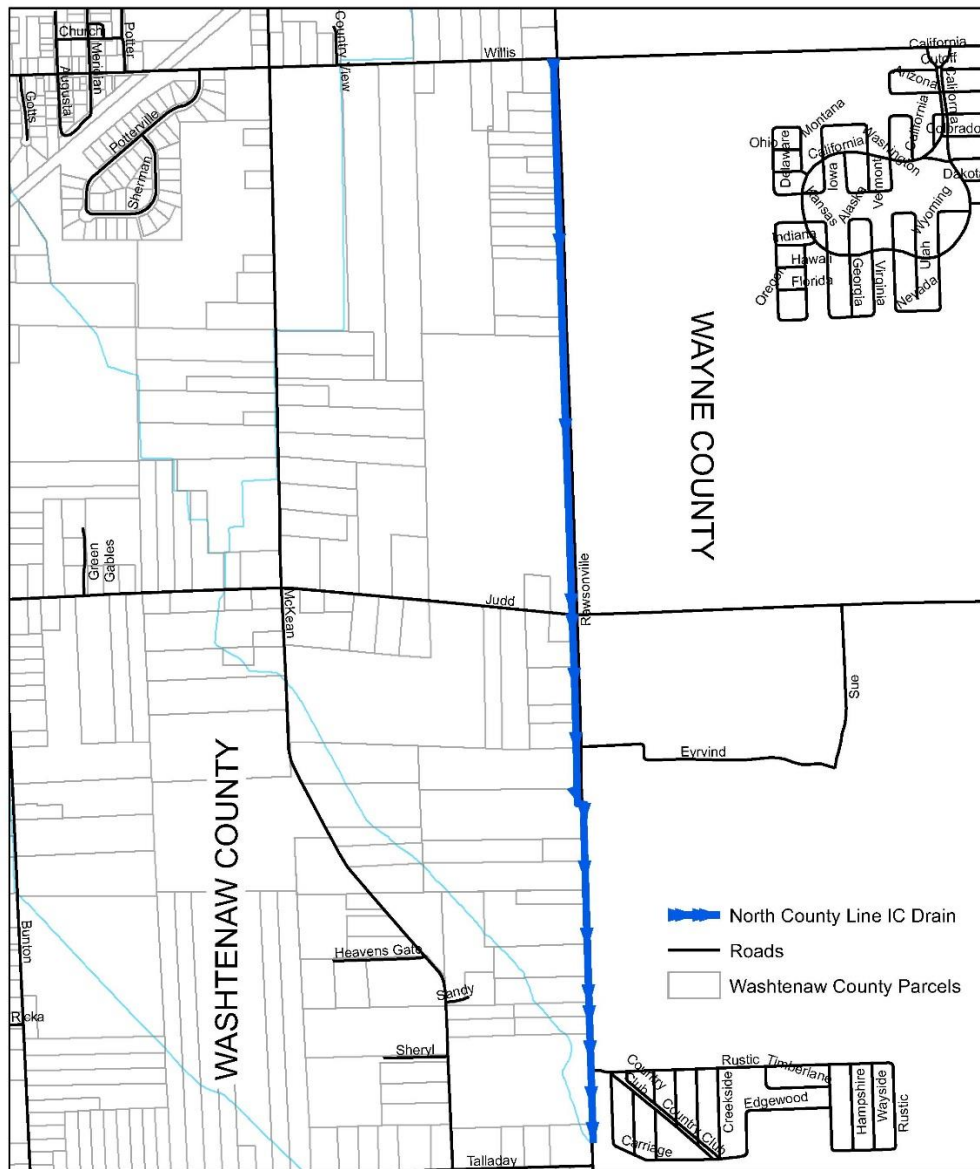 Church
Potter
Meridian
Augusta
Gotts
Potterville
Sherman
Country View
Willis
California
Cutoff
Arizona
California
California
Colorado
Dakota
Montana
Ohio
Delaware
California
Washington
Iowa
Vermont
Kansas
Alaska
Wyoming
Indiana
Hawaii
Florida
Oregon
Georgia
Virginia
Utah
Nevada
WAYNE COUNTY
Green
Gables
McKean
Judd
Rawsonville
Sue
Eyrvind
WASHTENAW COUNTY
Bunton
Ricka
Heavens Gate
Sandy
Sheryl
Talladay
North County Line IC Drain
Roads
Washtenaw County Parcels
Country
Club
Country Club
Carriage
Creekside
Rustic
Timberlane
Edgewood
Hampshire
Wayside
Rustic